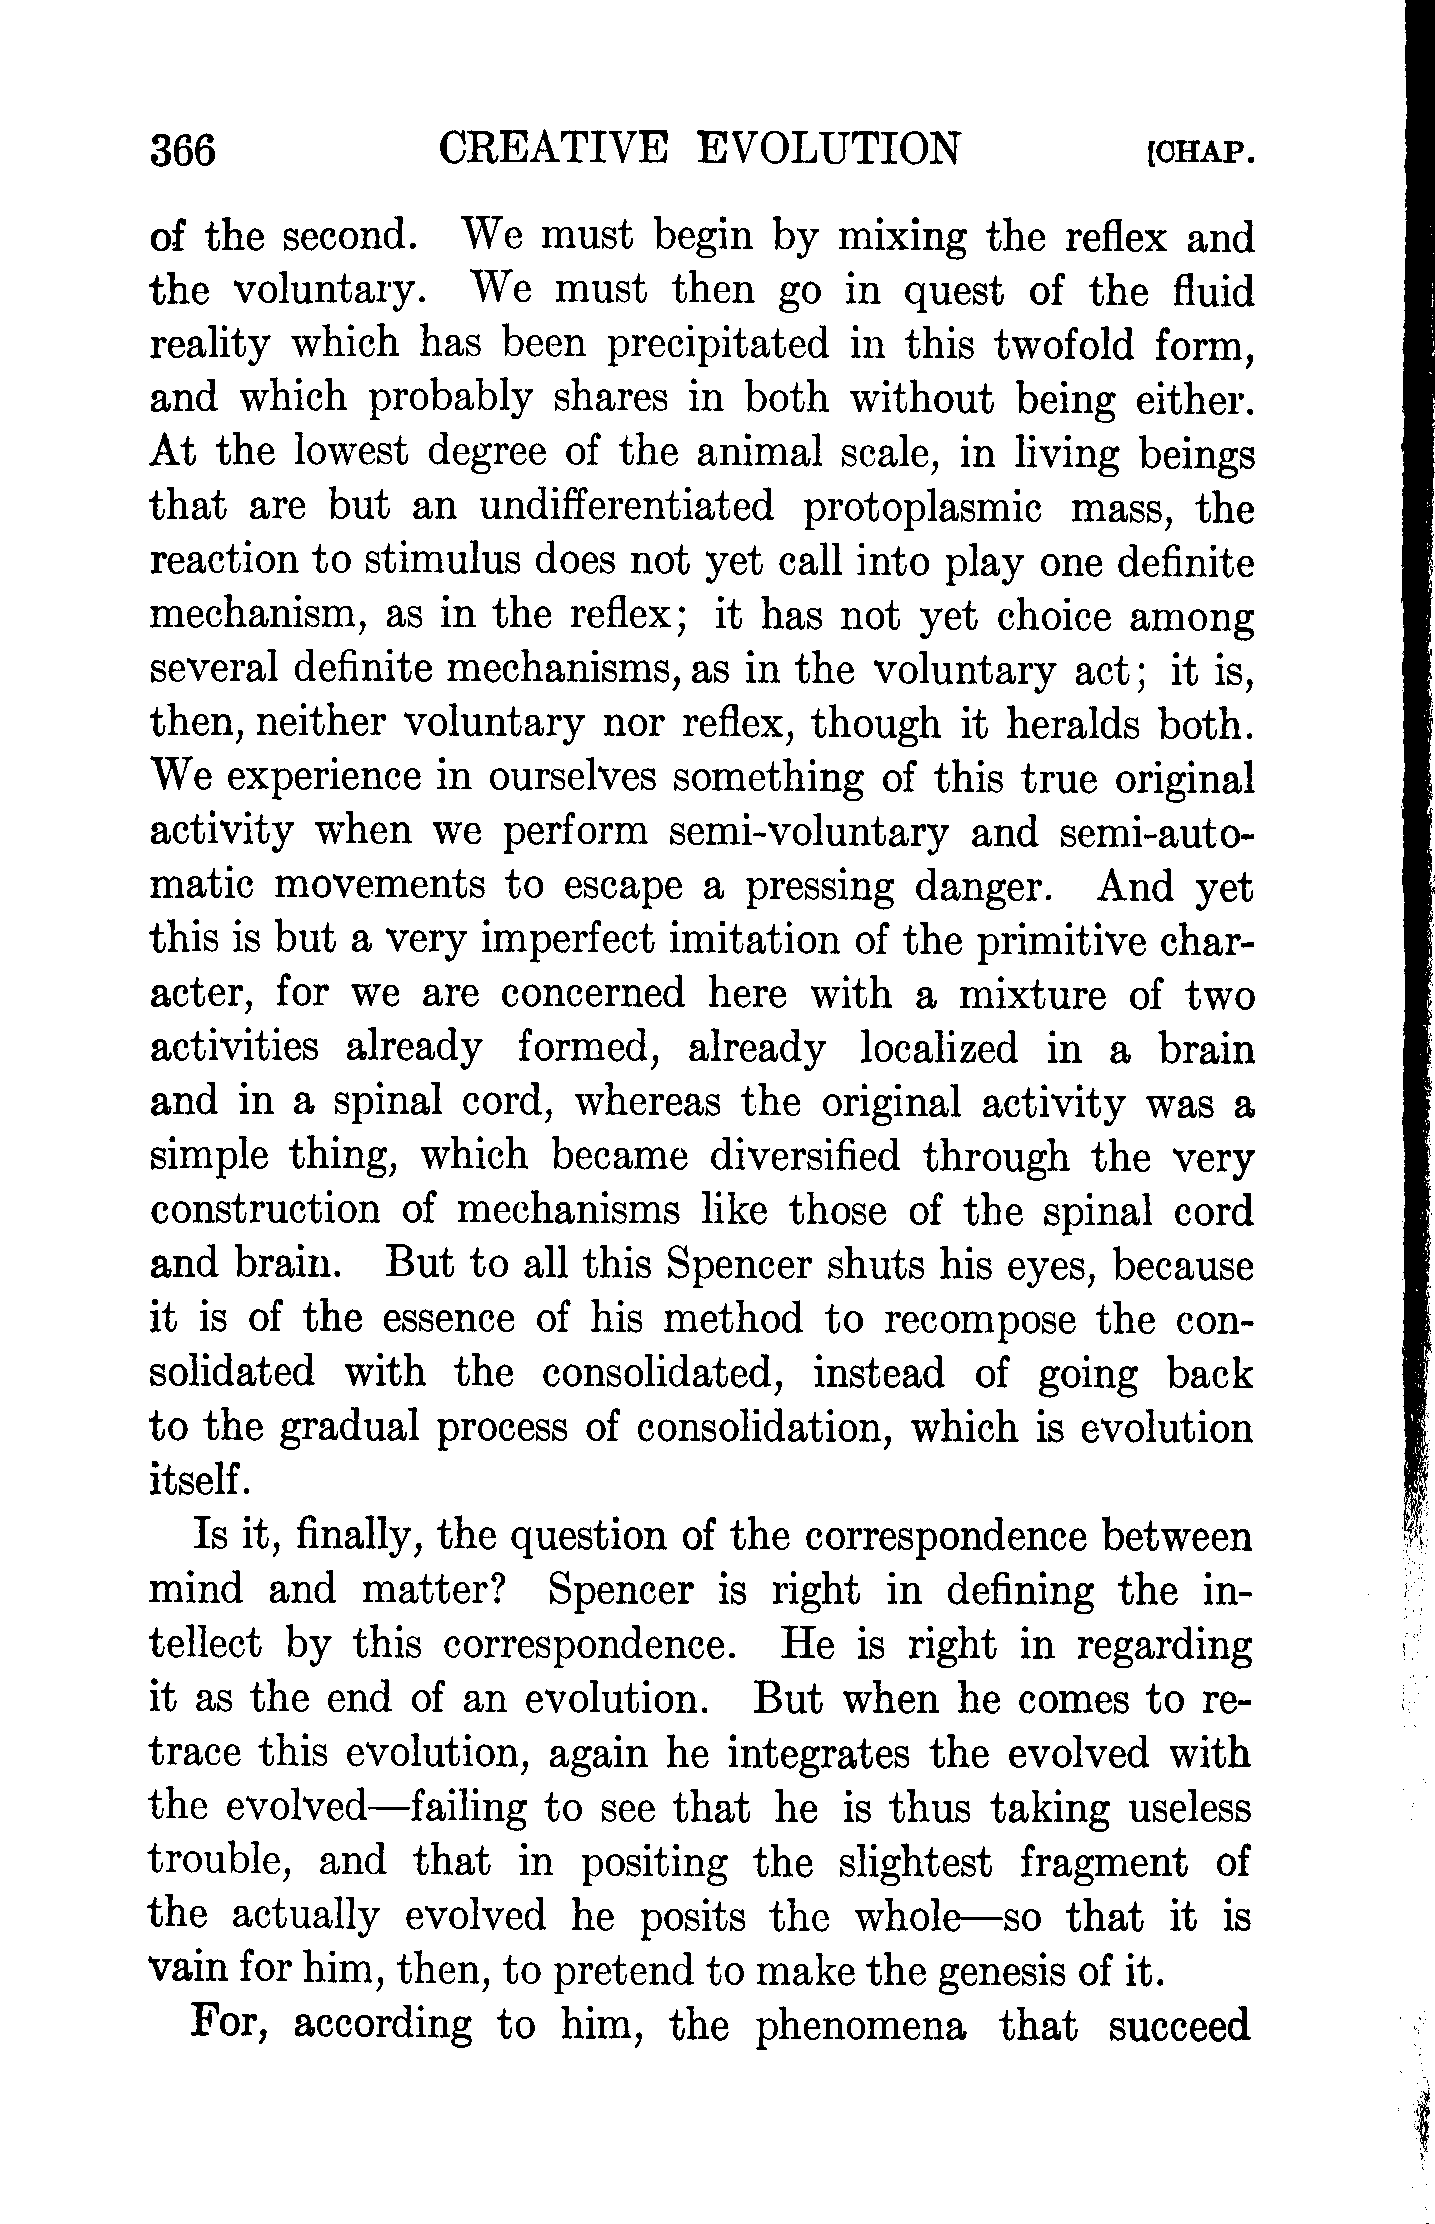 366 CREATIVE EVOLUTION [CHAP.
of the second. We must begin by mixing the reflex and
the voluntary. We must then go in quest of the fluid
reality which has been precipitated in this twofold form,
and which probably shares in both without being either.
At the lowest degree of the animal scale, in living beings
that are but an undifferentiated protoplasmic mass, the
reaction to stimulus does not yet call into play one definite
mechanism, as in the reflex; it has not yet choice among
several definite mechanisms, as in the voluntary act; it is,
then, neither voluntary nor reflex, though it heralds both.
We experience in ourselves something of this true original
activity when we perform semi-voluntary and semi-auto-
matic movements to escape a pressing danger. And yet
this is but a very imperfect imitation of the primitive char-
acter, for we are concerned here with a mixture of two
activities already formed, already localized in a brain
and in a spinal cord, whereas the original activity was a
simple thing, which became diversified through the very
construction of mechanisms like those of the spinal cord
and brain. But to all this Spencer shuts his eyes, because
it is of the essence of his method to recompose the con-
solidated with the consolidated, instead of going back
to the gradual process of consolidation, which is evolution
itself.
Is it, finally, the question of the correspondence between
mind and matter? Spencer is right in defining the in-
tellect by this correspondence. He is right in regarding
it as the end of an evolution. But when he comes to re-
trace this evolution, again he integrates the evolved with
the evolved—failing to see that he is thus taking useless
trouble, and that in positing the slightest fragment of
the actually evolved he posits the whole—so that it is
vain for him, then, to pretend to make the genesis of it.
For, according to him, the phenomena that succeed